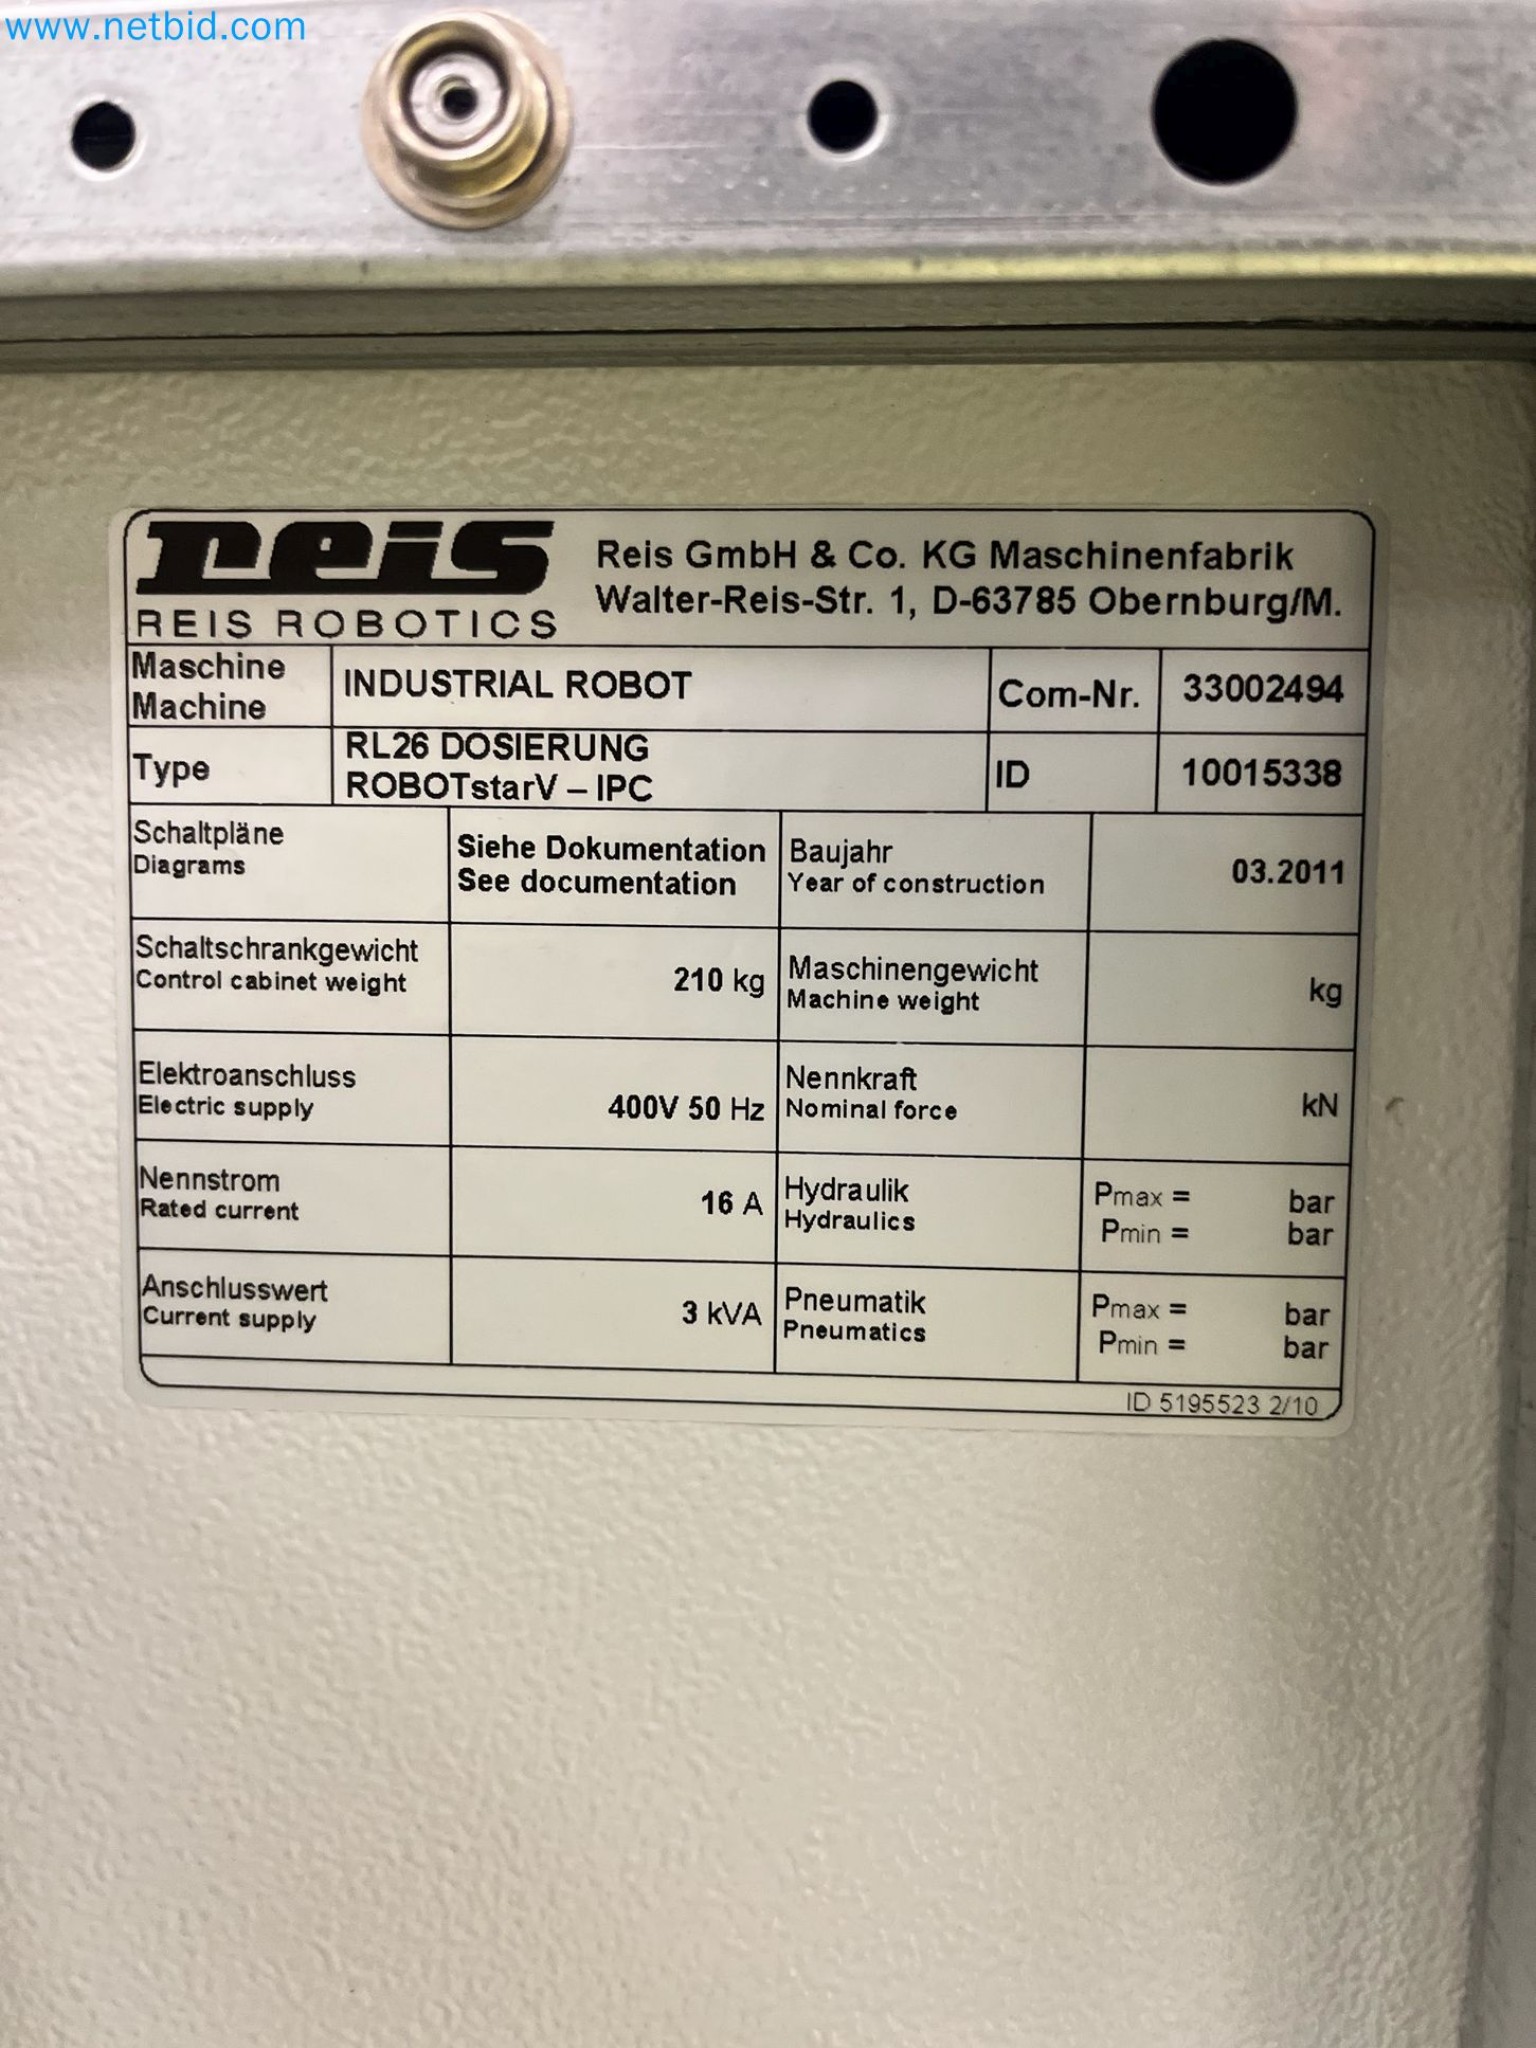 www.netbid.com
reis
REIS ROBOTICS
Reis GmbH & Co. KG Maschinenfabrik
Walter-Reis-Str. 1, D-63785 Obernburg/M.
Maschine
Machine
INDUSTRIAL ROBOT
Com-Nr.
33002494
Type
RL26 DOSIERUNG
ROBOTstarV – IPC
ID
10015338
Schaltpläne
Diagrams
Siehe Dokumentation
See documentation
Baujahr
Year of construction
03.2011
Schaltschrankgewicht
Control cabinet weight
210 kg
Maschinengewicht
Machine weight
kg
Elektroanschluss
Electric supply
400V 50 Hz
Nennkraft
Nominal force
kN
Nennstrom
Rated current
16 A
Hydraulik
Hydraulics
Pmax = bar
Pmin = bar
Anschlusswert
Current supply
3 kVA
Pneumatik
Pneumatics
Pmax = bar
Pmin = bar
ID 5195523 2/10